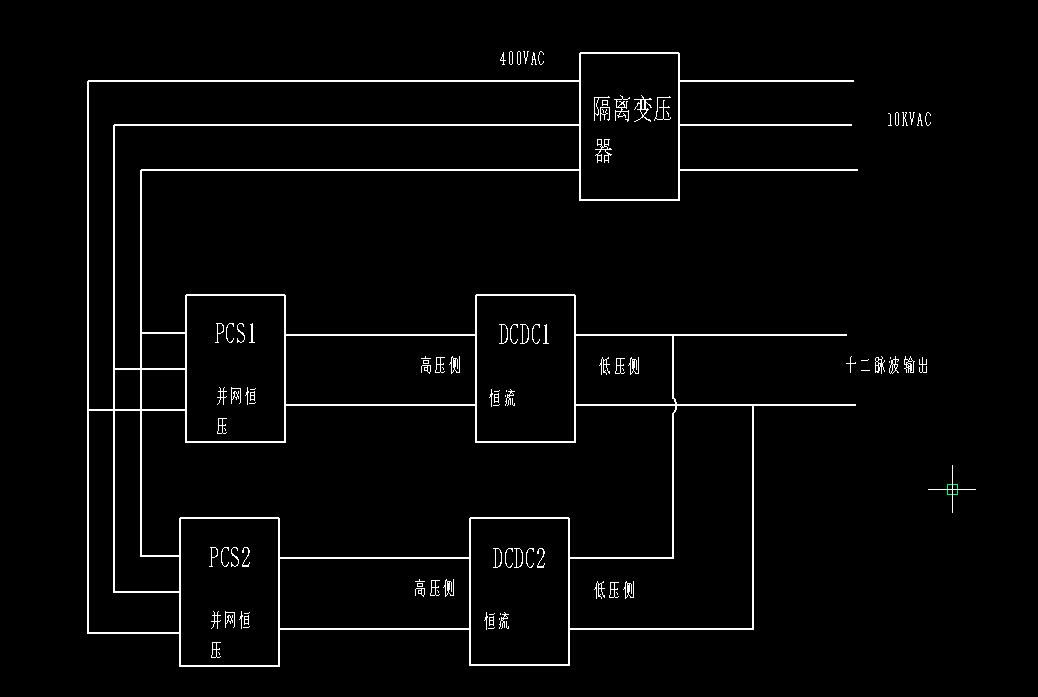 400VAC
隔离变压
器
10KVAC
PCS1
并网恒
压
高压侧
DCDC1
恒流
低压侧
十二脉波输出
PCS2
并网恒
压
高压侧
DCDC2
恒流
低压侧